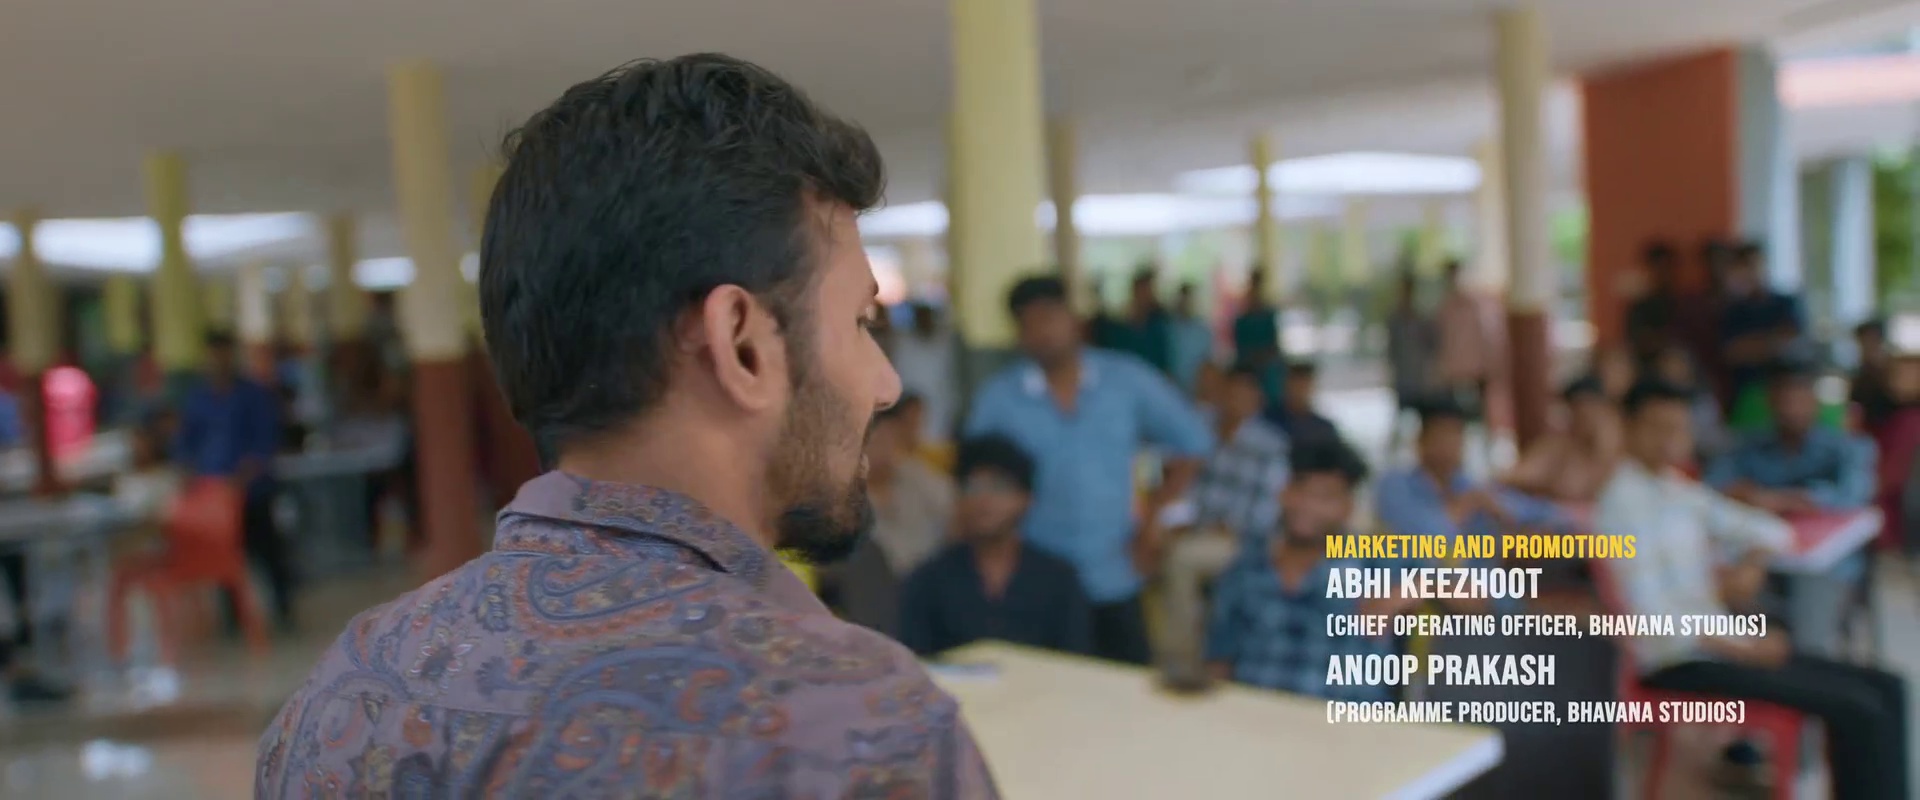 MARKETING AND PROMOTIONS
ABHI KEEZHOOT
(CHIEF OPERATING OFFICER, BHAVANA STUDIOS)
ANOOP PRAKASH
(PROGRAMME PRODUCER, BHAVANA STUDIOS)